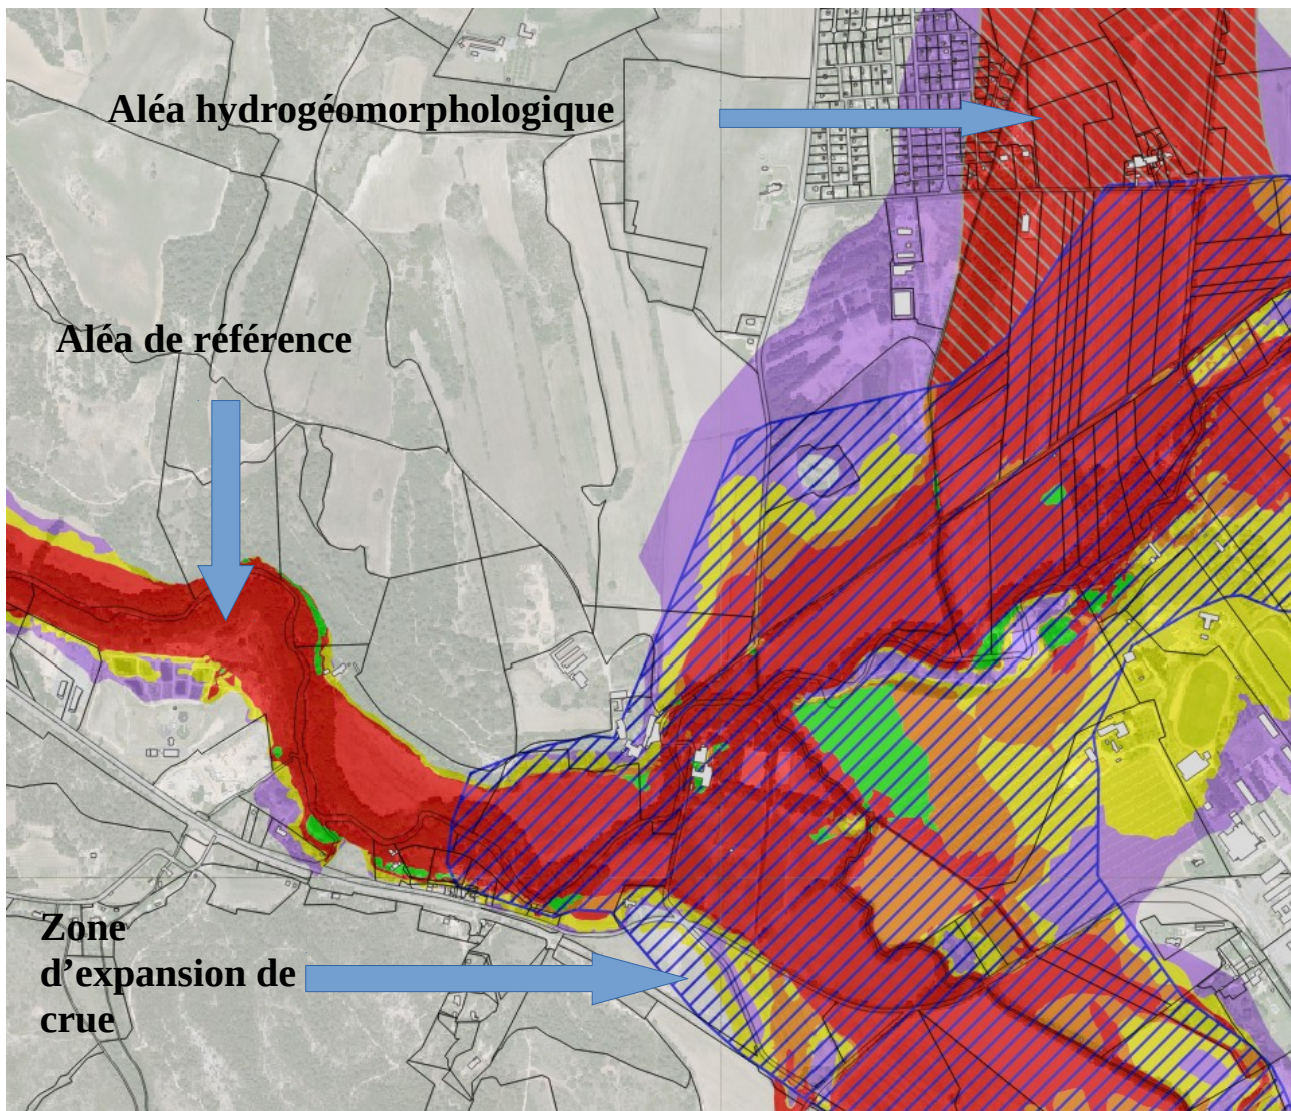 Aléa hydrogéomorphologique
Aléa de référence
Zone
d’expansion de
crue